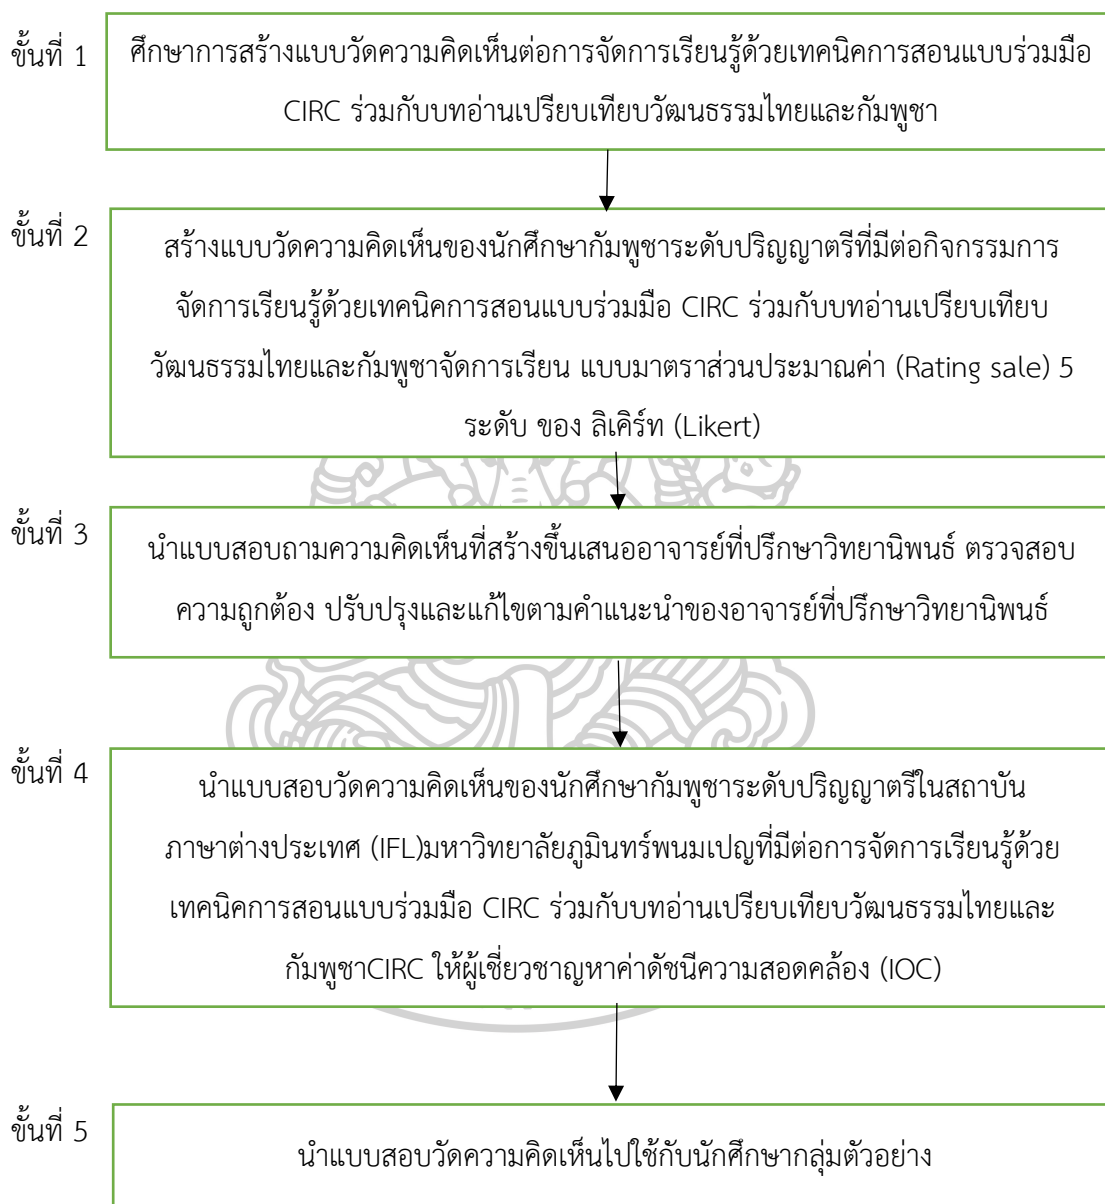 ขั้นที่ 1
ศึกษาการสร้างแบบวัดความคิดเห็นต่อการจัดการเรียนรู้ด้วยเทคนิคการสอนแบบร่วมมือ
CIRC ร่วมกับบทอ่านเปรียบเทียบวัฒนธรรมไทยและกัมพูชา
ขั้นที่ 2
สร้างแบบวัดความคิดเห็นของนักศึกษากัมพูชาระดับปริญญาตรีที่มีต่อกิจกรรมการ
จัดการเรียนรู้ด้วยเทคนิคการสอนแบบร่วมมือ CIRC ร่วมกับบทอ่านเปรียบเทียบ
วัฒนธรรมไทยและกัมพูชาจัดการเรียน แบบมาตราส่วนประมาณค่า (Rating sale) 5
ระดับ ของ ลิเคิร์ท (Likert)
ขั้นที่ 3
นำแบบสอบถามความคิดเห็นที่สร้างขึ้นเสนออาจารย์ที่ปรึกษาวิทยานิพนธ์ ตรวจสอบ
ความถูกต้อง ปรับปรุงและแก้ไขตามคำแนะนำของอาจารย์ที่ปรึกษาวิทยานิพนธ์
ขั้นที่ 4
นำแบบสอบวัดความคิดเห็นของนักศึกษากัมพูชาระดับปริญญาตรีในสถาบัน
ภาษาต่างประเทศ (IFL)มหาวิทยาลัยภูมินทร์พนมเปญที่มีต่อการจัดการเรียนรู้ด้วย
เทคนิคการสอนแบบร่วมมือ CIRC ร่วมกับบทอ่านเปรียบเทียบวัฒนธรรมไทยและ
กัมพูชาCIRC ให้ผู้เชี่ยวชาญหาค่าดัชนีความสอดคล้อง (IOC)
ขั้นที่ 5
นำแบบสอบวัดความคิดเห็นไปใช้กับนักศึกษากลุ่มตัวอย่าง